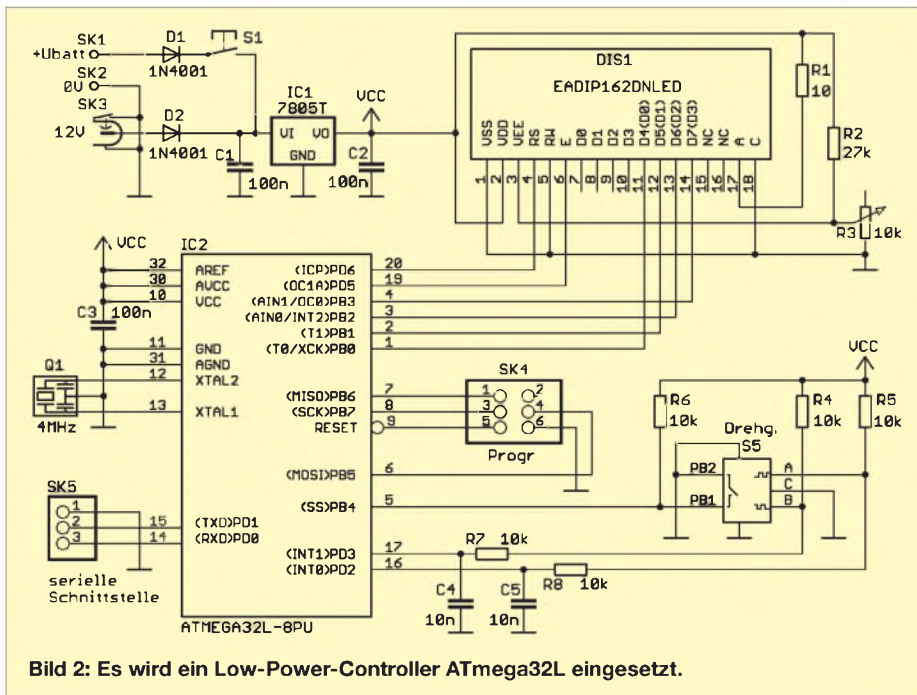 SK1
+Ubatt
D1
1N4001
S1
SK2
0V
SK3
12V
D2
1N4001
C1
100n
IC1
7805T
VI VO
GND
VCC
C2
100n
DIS1
EADIP162DNLED
VSS VDD VEE RS RW E D0 D1 D2 D3 D4(D0) D5(D1) D6(D2) D7(D3) NC NC A C
1 2 3 4 5 6 7 8 9 10 11 12 13 14 15 16 17 18
R1
10
R2
27k
R3 10k
VCC
C3
100n
Q1
4MHz
IC2
32 AREF
30 AVCC
10 VCC
11 GND
31 AGND
12 XTAL2
13 XTAL1
15 (TXD)PD1
14 (RXD)PD0
(ICP)PD6 20
(OC1A)PD5 19
(AIN1/OC0)PB3 4
(AIN0/INT2)PB2 3
(T1)PB1 2
(T0/XCK)PB0 1
(MISO)PB6 7
(SCK)PB7 8
RESET 9
(MOSI)PB5 6
(SS)PB4 5
(INT1)PD3 17
(INT0)PD2 16
ATMEGA32L-8PU
SK4
1 2
3 4
5 6
Progr
SK5
1
2
3
serielle
Schnittstelle
VCC
R6
10k
R4
10k
R5
10k
Drehg.
S5
PB2
PB1
A
C
B
R7 10k
R8 10k
C4
10n
C5
10n
Bild 2: Es wird ein Low-Power-Controller ATmega32L eingesetzt.